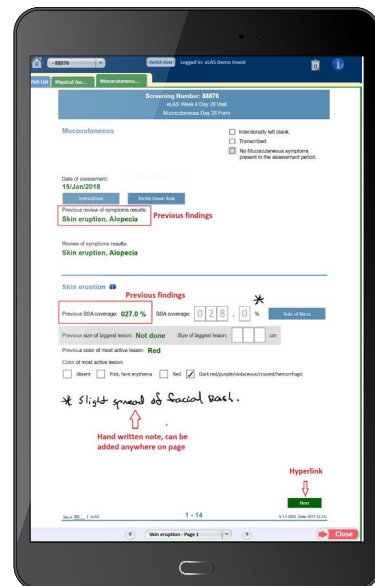 - 88876
Switch User
Logged In: eLAS Demo Invest
Visit List
Physical Ass...
Mucocutaneous...
Screening Number: 88876
eLAS Week 4 Day 28 Visit
Mucocutaneous Day 28 Form
Mucocutaneous
Intentionally left blank.
Transcribed
No Mucocutaneous symptoms
present in the assessment period.
Date of assessment:
15/Jan/2018
Instructions
Trickle Down Rule
Previous review of symptoms results:
Skin eruption, Alopecia
Previous findings
Review of symptoms results:
Skin eruption, Alopecia
Skin eruption
Previous findings
Previous BSA coverage: 027.0 %
BSA coverage: 028.0 % *
Rule of Nines
Previous size of biggest lesion: Not done
Size of biggest lesion: cm
Previous color of most active lesion: Red
Color of most active lesion:
Absent
Pink, faint erythema
Red
Dark red/purple/violaceous/crusted/hemorrhagic
* Slight spread of facial rash.
Hand written note, can be
added anywhere on page
Hyperlink
Next
/ eLAS
1 - 14
Skin eruption - Page 1
Close